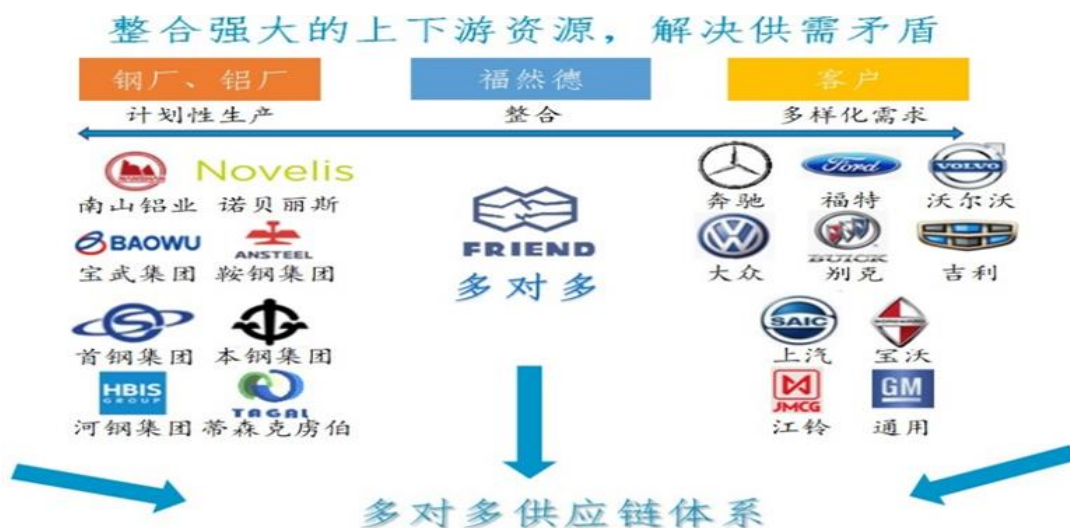 整合强大的上下游资源，解决供需矛盾
钢厂、铝厂
福然德
客户
计划性生产
整合
多样化需求
Novelis
南山铝业
诺贝丽斯
BAOWU
ANSTEEL
宝武集团
鞍钢集团
首钢集团
本钢集团
HBIS
GROUP
TAGAL
河钢集团
蒂森克虏伯
FRIEND
多对多
Ford
VOLVO
奔驰
福特
沃尔沃
BUICK
大众
别克
吉利
SAIC
上汽
宝沃
JMCG
GM
江铃
通用
多对多供应链体系